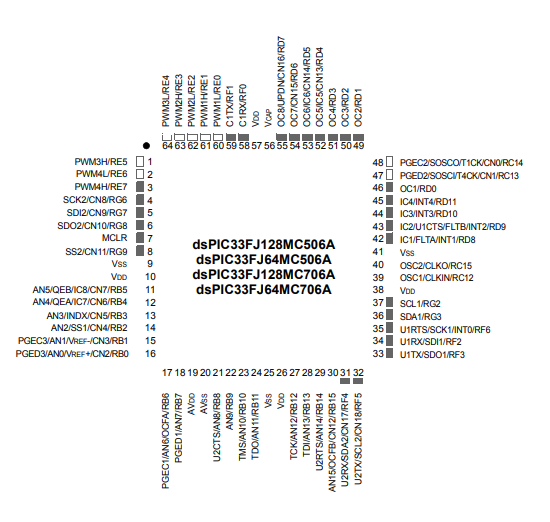 PWM3L/RE4
PWM2H/RE3
PWM2L/RE2
PWM1H/RE1
PWM1L/RE0
C1TX/RF1
C1RX/RF0
VDD
VCAP
OC8/UPDN/CN16/RD7
OC7/CN15/RD6
OC6/IC6/CN14/RD5
OC5/IC5/CN13/RD4
OC4/RD3
OC3/RD2
OC2/RD1
64 63 62 61 60 59 58 57 56 55 54 53 52 51 50 49
PWM3H/RE5 1
PWM4L/RE6 2
PWM4H/RE7 3
SCK2/CN8/RG6 4
SDI2/CN9/RG7 5
SDO2/CN10/RG8 6
MCLR 7
SS2/CN11/RG9 8
VSS 9
VDD 10
AN5/QEB/IC8/CN7/RB5 11
AN4/QEA/IC7/CN6/RB4 12
AN3/INDX/CN5/RB3 13
AN2/SS1/CN4/RB2 14
PGEC3/AN1/VREF-/CN3/RB1 15
PGED3/AN0/VREF+/CN2/RB0 16
dsPIC33FJ128MC506A
dsPIC33FJ64MC506A
dsPIC33FJ128MC706A
dsPIC33FJ64MC706A
48 PGEC2/SOSCO/T1CK/CN0/RC14
47 PGED2/SOSCI/T4CK/CN1/RC13
46 OC1/RD0
45 IC4/INT4/RD11
44 IC3/INT3/RD10
43 IC2/U1CTS/FLTB/INT2/RD9
42 IC1/FLTA/INT1/RD8
41 VSS
40 OSC2/CLKO/RC15
39 OSC1/CLKIN/RC12
38 VDD
37 SCL1/RG2
36 SDA1/RG3
35 U1RTS/SCK1/INT0/RF6
34 U1RX/SDI1/RF2
33 U1TX/SDO1/RF3
17 18 19 20 21 22 23 24 25 26 27 28 29 30 31 32
PGEC1/AN6/OCFA/RB6
PGED1/AN7/RB7
AVDD
AVSS
U2CTS/AN8/RB8
AN9/RB9
TMS/AN10/RB10
TDO/AN11/RB11
VSS
VDD
TCK/AN12/RB12
TDI/AN13/RB13
U2RTS/AN14/RB14
AN15/OCFB/CN12/RB15
U2RX/SDA2/CN17/RF4
U2TX/SCL2/CN18/RF5